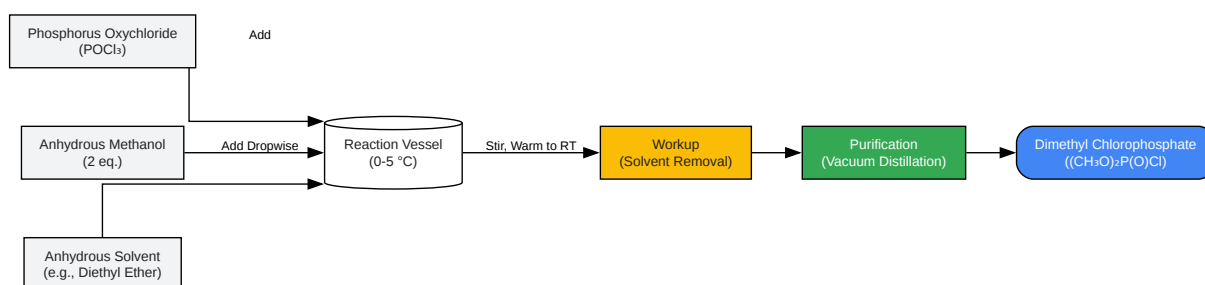 Phosphorus Oxychloride
(POCl₃)
Add
Anhydrous Methanol
(2 eq.)
Add Dropwise
Reaction Vessel
(0-5 °C)
Stir, Warm to RT
Workup
(Solvent Removal)
Purification
(Vacuum Distillation)
Dimethyl Chlorophosphate
((CH₃O)₂P(O)Cl)
Anhydrous Solvent
(e.g., Diethyl Ether)